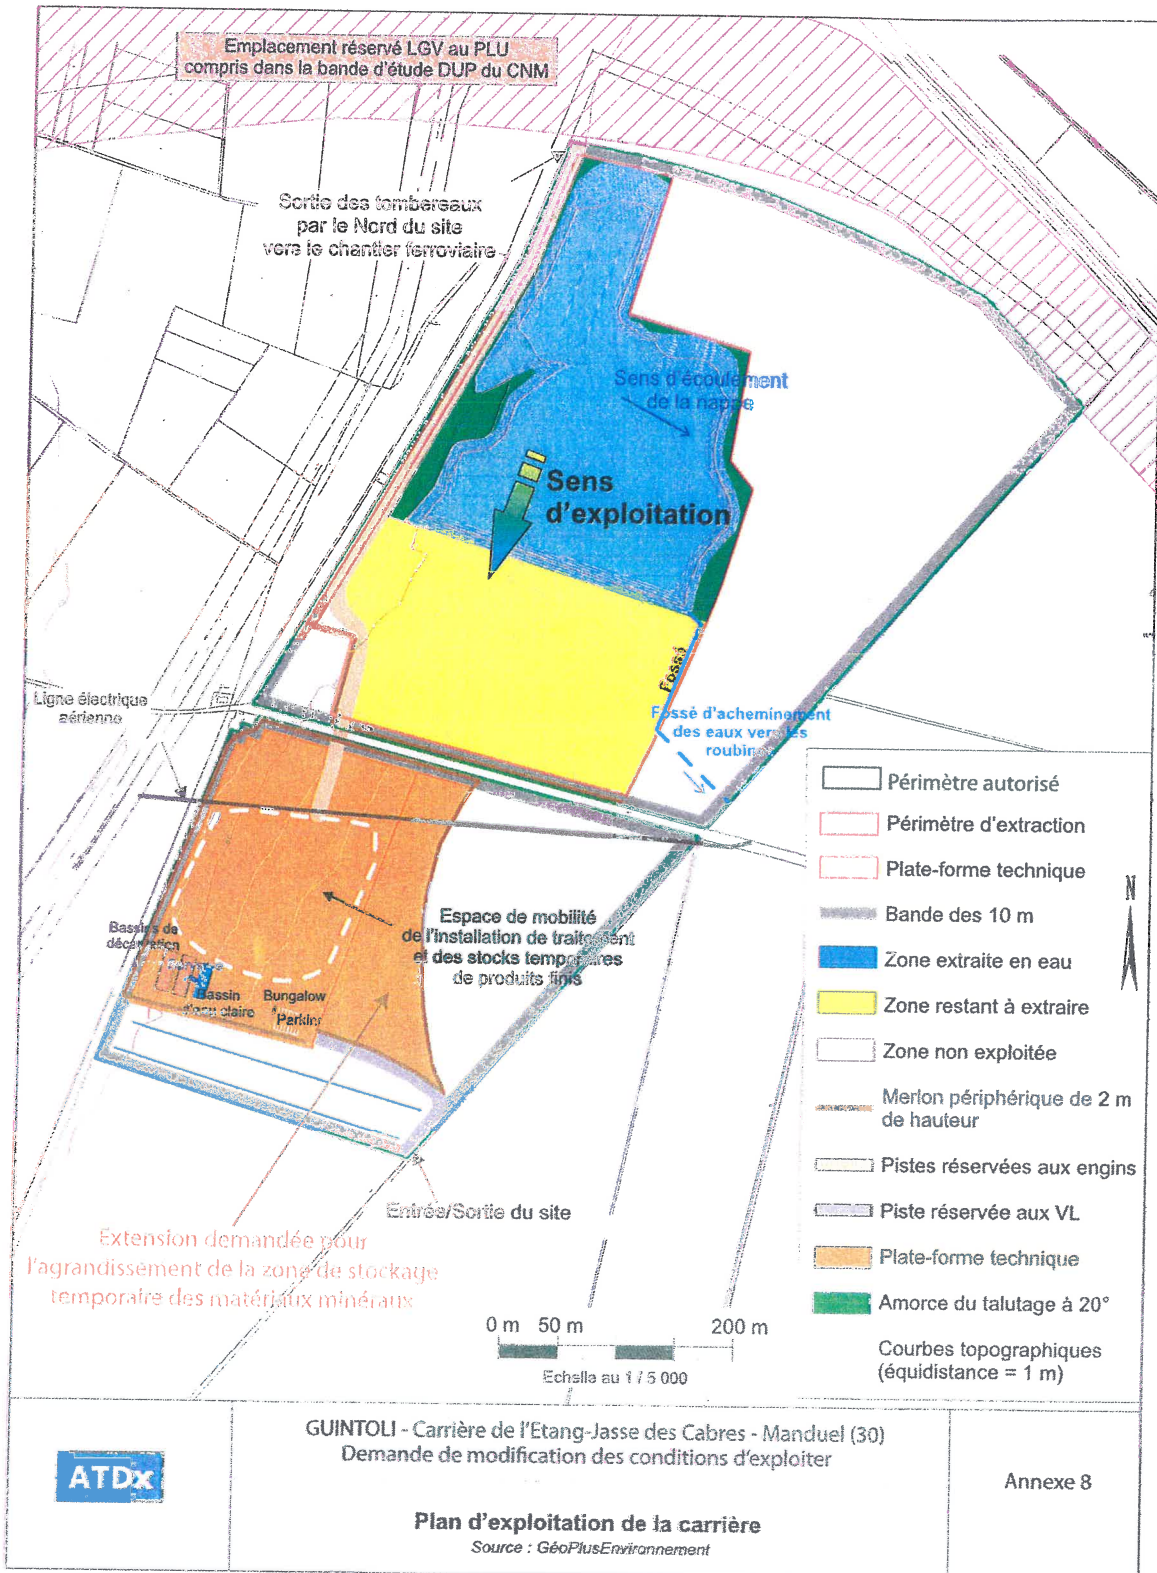 Emplacement réservé LGV au PLU
compris dans la bande d'étude DUP du CNM
Sortie des tombereaux
par le Nord du site
vers le chantier ferroviaire
Sens d'écoulement
de la nappe
Sens
d'exploitation
Fossé
Ligne électrique
aérienne
Fossé d'acheminement
des eaux vers les
roubin
Espace de mobilité
de l'installation de traitement
et des stocks temporaires
de produits finis
Bassins de
décantation
Bassin
d'eau claire
Bungalow
Parking
Entrée/Sortie du site
Extension demandée pour
l'agrandissement de la zone de stockage
temporaire des matériaux minéraux
Périmètre autorisé
Périmètre d'extraction
Plate-forme technique
Bande des 10 m
Zone extraite en eau
Zone restant à extraire
Zone non exploitée
Merlon périphérique de 2 m
de hauteur
Pistes réservées aux engins
Piste réservée aux VL
Plate-forme technique
Amorce du talutage à 20°
Courbes topographiques
(équidistance = 1 m)
N
0 m 50 m 200 m
Echelle au 1 / 5 000
ATDx
GUINTOLI - Carrière de l'Etang-Jasse des Cabres - Manduel (30)
Demande de modification des conditions d'exploiter
Plan d'exploitation de la carrière
Source : GéoPlusEnvironnement
Annexe 8